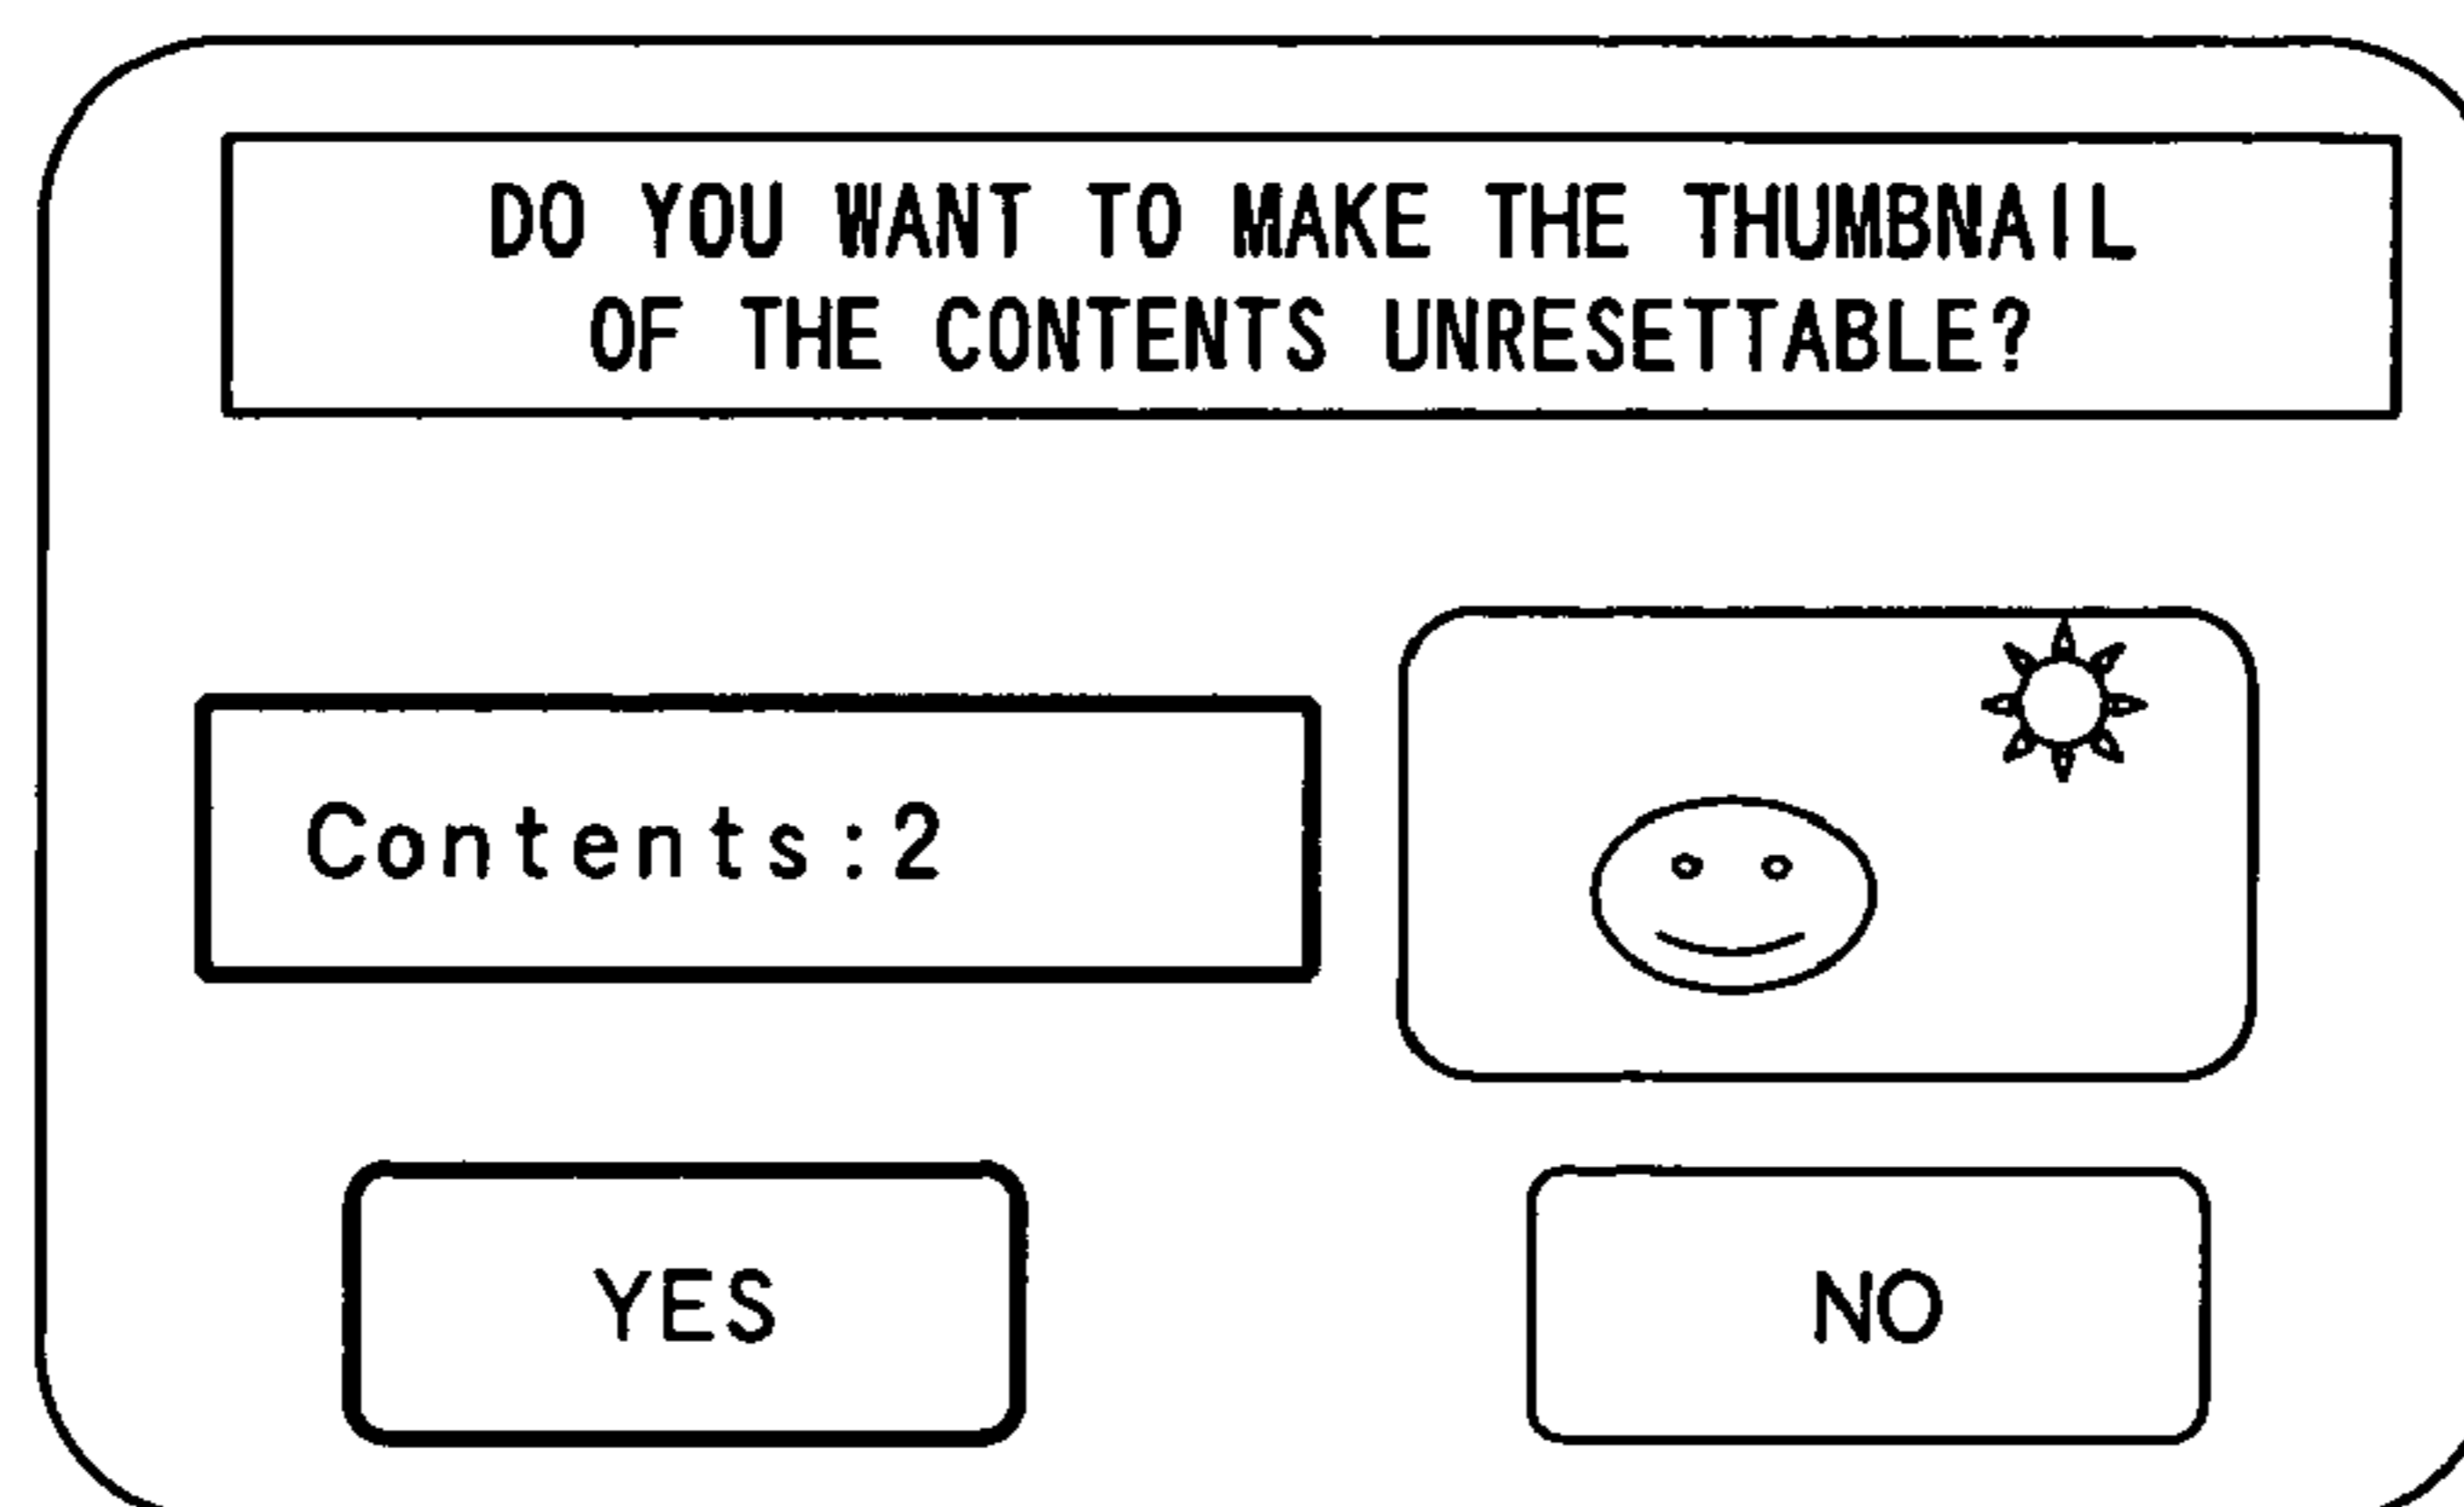 DO YOU WANT TO MAKE THE THUMBNAIL
OF THE CONTENTS UNRESETTABLE?
Contents:2
YES
NO